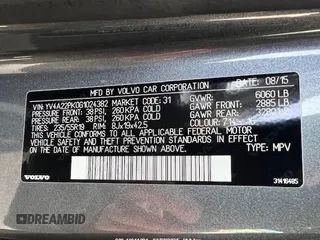 MFD BY VOLVO CAR CORPORATION 08/15
VIN: YV4A22PK0G1024382 CODE MARKET: 31 GVWR: 6060 LB
PRESSURE FRONT: 38 PSI, 260 KPA COLD GAWR FRONT: 2885 LB
PRESSURE REAR: 38 PSI, 260 KPA COLD GAWR REAR:
TIRES: 235/55R19 RIM: 8Jx19x42.5 COLOUR:
THIS VEHICLE CONFORMS TO ALL APPLICABLE
U.S. FEDERAL MOTOR VEHICLE SAFETY
THEFT PREVENTION STANDARDS IN EFFECT ON THE
DATE OF MANUFACTURE SHOWN ABOVE. TYPE: MPV
VOLVO 31416485
DREAMBID